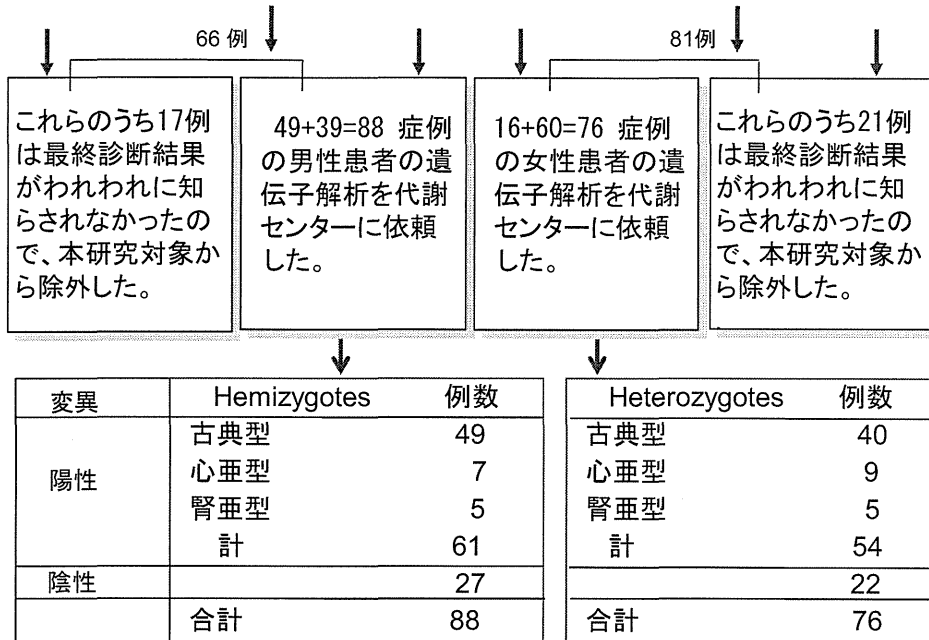 66 例
81例
これらのうち17例
は最終診断結果
がわれわれに知
らされなかったの
で、本研究対象か
ら除外した。
49+39=88 症例
の男性患者の遺
伝子解析を代謝
センターに依頼
した。
16+60=76 症例
の女性患者の遺
伝子解析を代謝
センターに依頼
した。
これらのうち21例
は最終診断結果
がわれわれに知
らされなかったの
で、本研究対象か
ら除外した。
変異 Hemizygotes 例数
陽性
古典型 49
心亜型 7
腎亜型 5
計 61
陰性 27
合計 88
Heterozygotes 例数
古典型 40
心亜型 9
腎亜型 5
計 54
22
合計 76